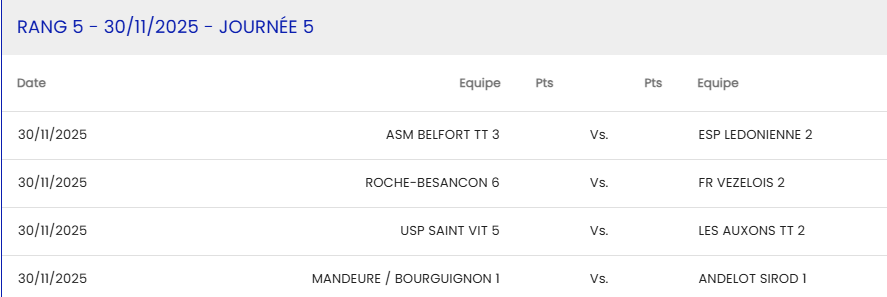 RANG 5 - 30/11/2025 - JOURNÉE 5
Date Equipe Pts Pts Equipe
30/11/2025 ASM BELFORT TT 3 Vs. ESP LEDONIENNE 2
30/11/2025 ROCHE-BESANCON 6 Vs. FR VEZELOIS 2
30/11/2025 USP SAINT VIT 5 Vs. LES AUXONS TT 2
30/11/2025 MANDEURE / BOURGUIGNON 1 Vs. ANDELOT SIROD 1